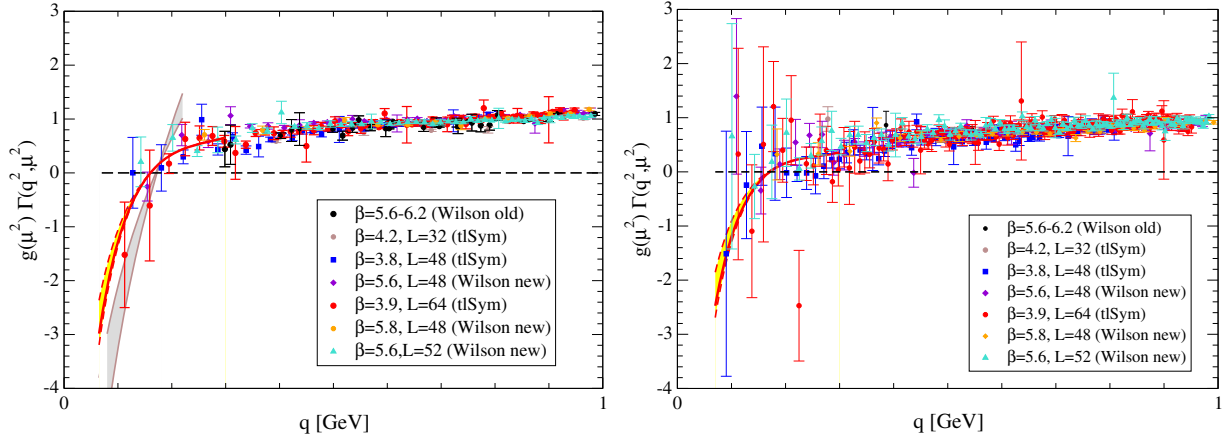 3
2
1
0
-1
-2
-3
-4
g(μ²) Γ(q²,μ²)
0
1
q [GeV]
β=5.6-6.2 (Wilson old)
β=4.2, L=32 (tlSym)
β=3.8, L=48 (tlSym)
β=5.6, L=48 (Wilson new)
β=3.9, L=64 (tlSym)
β=5.8, L=48 (Wilson new)
β=5.6,L=52 (Wilson new)
3
2
1
0
-1
-2
-3
-4
g(μ²) Γ(q²,μ²)
0
1
q [GeV]
β=5.6-6.2 (Wilson old)
β=4.2, L=32 (tlSym)
β=3.8, L=48 (tlSym)
β=5.6, L=48 (Wilson new)
β=3.9, L=64 (tlSym)
β=5.8, L=48 (Wilson new)
β=5.6, L=52 (Wilson new)